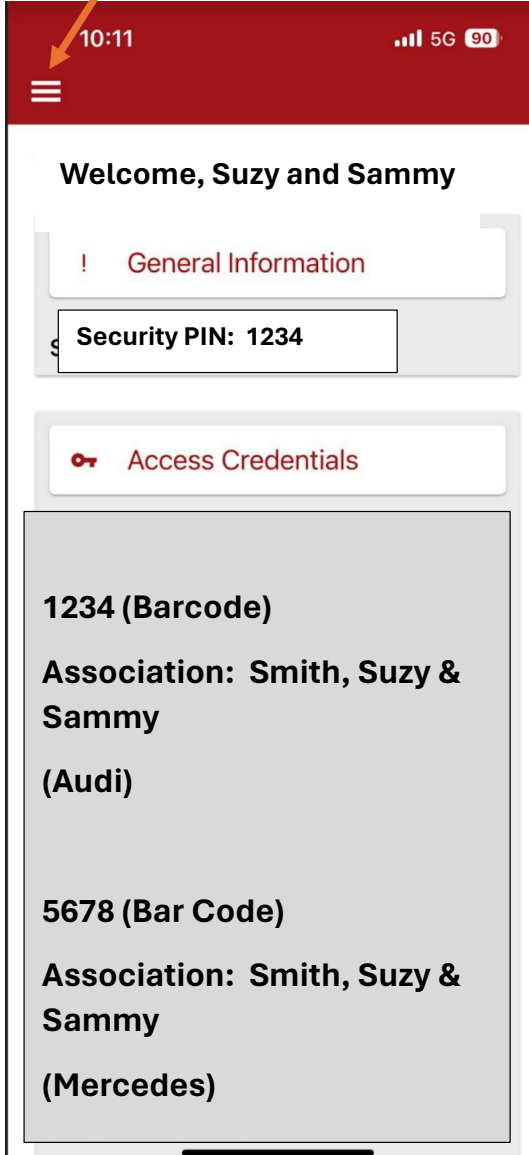 10:11
5G 90
Welcome, Suzy and Sammy
! General Information
Security PIN: 1234
Access Credentials
1234 (Barcode)
Association: Smith, Suzy &
Sammy
(Audi)
5678 (Bar Code)
Association: Smith, Suzy &
Sammy
(Mercedes)